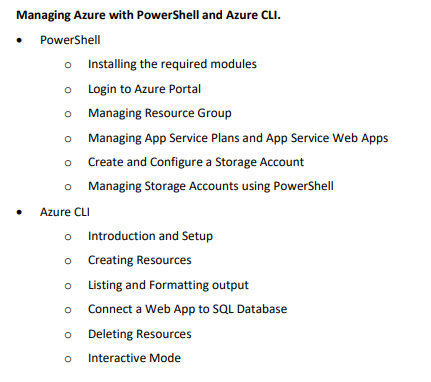 Managing Azure with PowerShell and Azure CLI.
• PowerShell
o Installing the required modules
o Login to Azure Portal
o Managing Resource Group
o Managing App Service Plans and App Service Web Apps
o Create and Configure a Storage Account
o Managing Storage Accounts using PowerShell
• Azure CLI
o Introduction and Setup
o Creating Resources
o Listing and Formatting output
o Connect a Web App to SQL Database
o Deleting Resources
o Interactive Mode